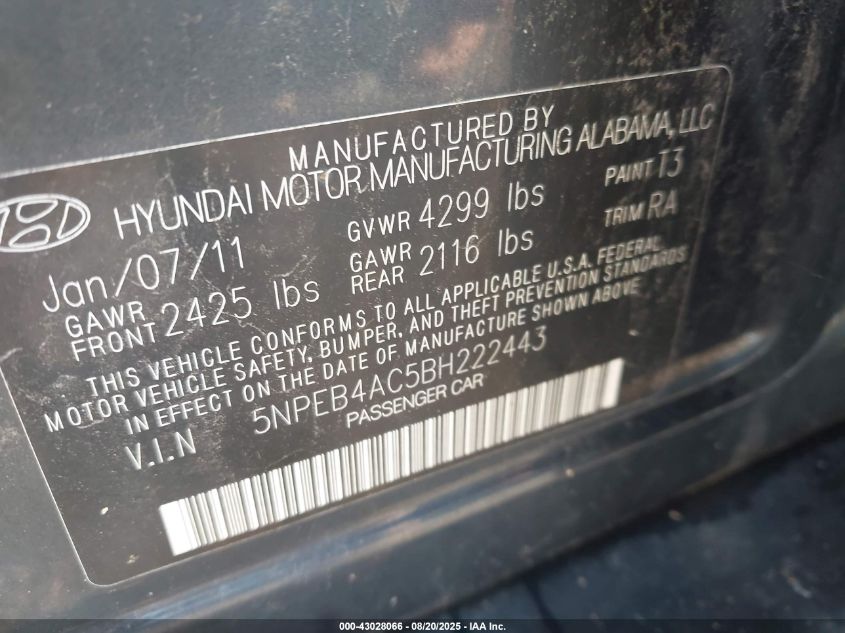 MANUFACTURED BY
HYUNDAI MOTOR MANUFACTURING ALABAMA, LLC
Jan/07/11
GVWR 4299 lbs
PAINT T3
GAWR FRONT 2425 lbs
GAWR REAR 2116 lbs
TRIM RA
THIS VEHICLE CONFORMS TO ALL APPLICABLE U.S.A. FEDERAL
MOTOR VEHICLE SAFETY, BUMPER, AND THEFT PREVENTION STANDARDS
IN EFFECT ON THE DATE OF MANUFACTURE SHOWN ABOVE
V.I.N 5NPEB4AC5BH222443
PASSENGER CAR
000-43028066 - 08/20/2025 - IAA Inc.